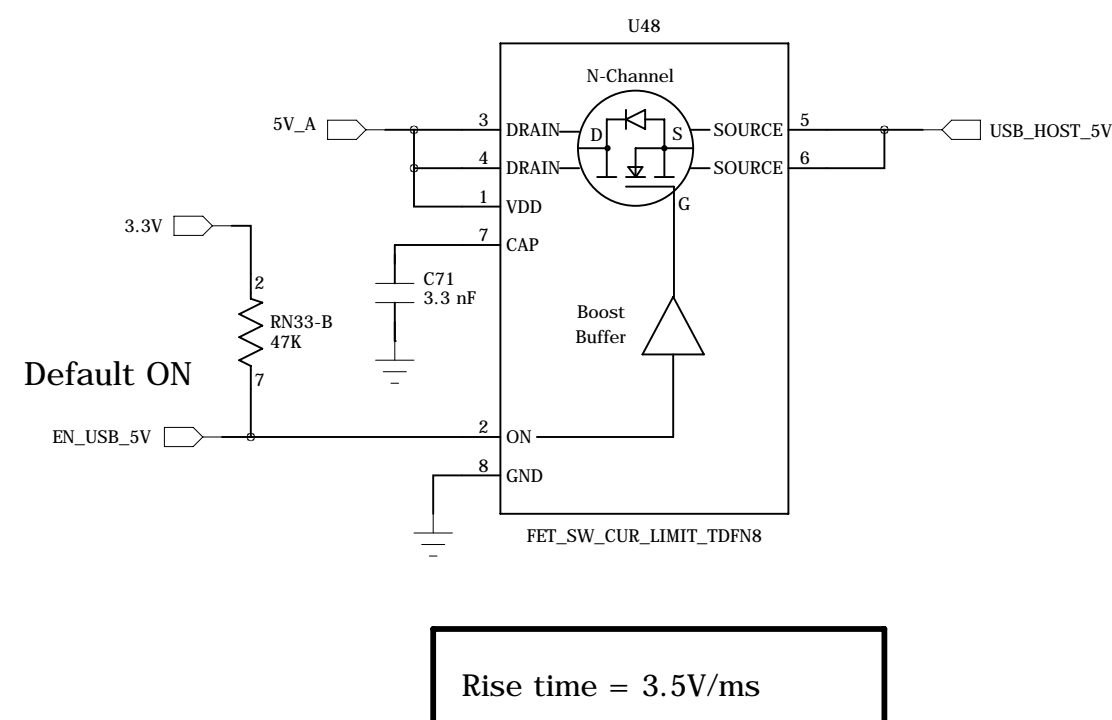 U48
N-Channel
5V_A
3
DRAIN
D
S
SOURCE
5
USB_HOST_5V
4
DRAIN
SOURCE
6
1
VDD
G
3.3V
7
CAP
2
C71
3.3 nF
RN33-B
47K
Boost
Buffer
Default ON
7
EN_USB_5V
2
ON
8
GND
FET_SW_CUR_LIMIT_TDFN8
Rise time = 3.5V/ms